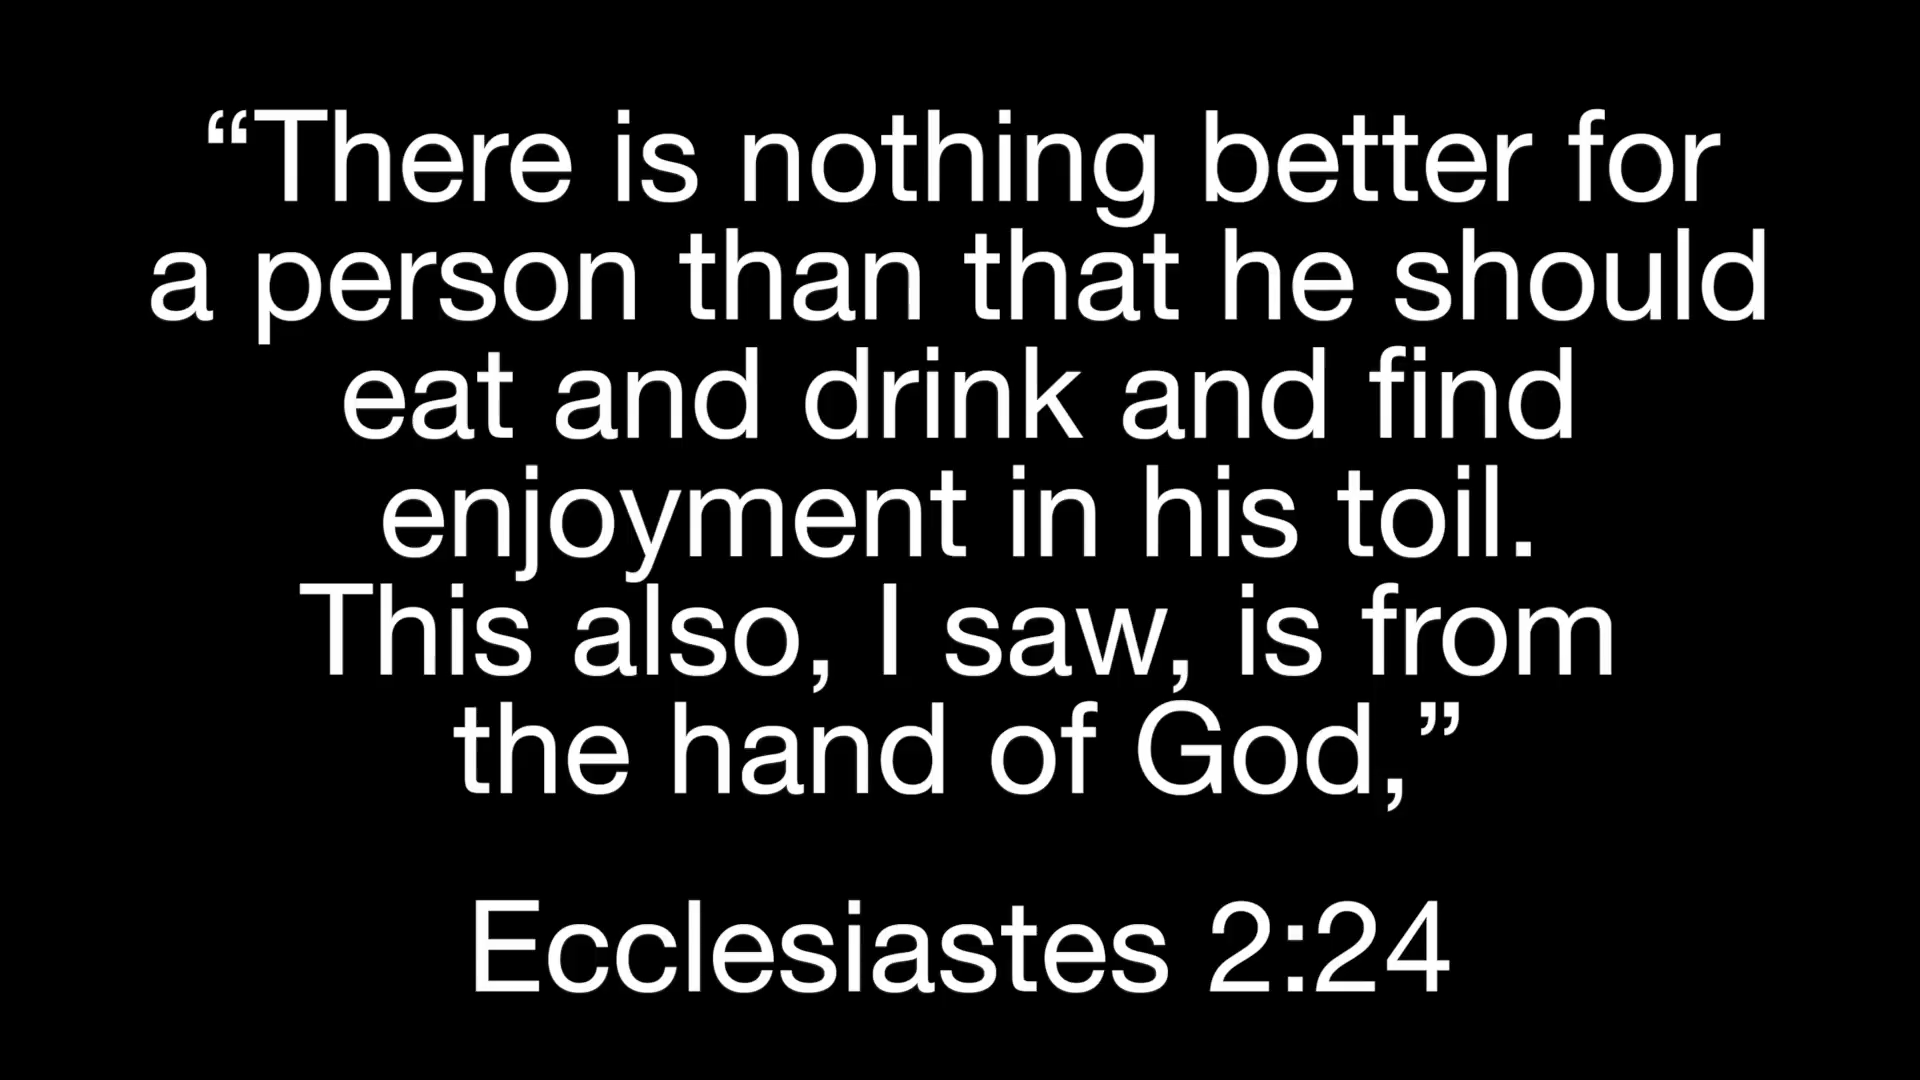 “There is nothing better for
a person than that he should
eat and drink and find
enjoyment in his toil.
This also, I saw, is from
the hand of God,”
Ecclesiastes 2:24